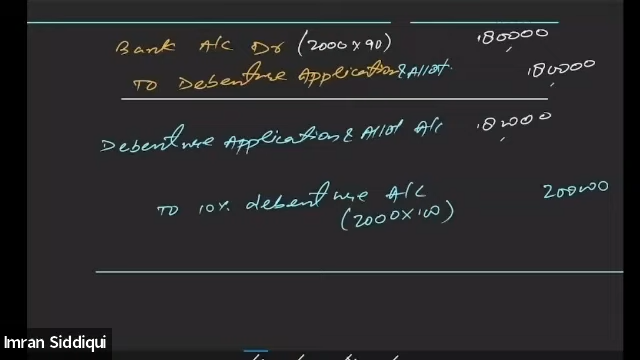 Bank A/C Dr (2000 x 90) 180000
To Debenture Application & Allot. 180000
Debenture Application & Allot A/c 180000
To 10% debenture A/C 200000
(2000 x 100)
Imran Siddiqui